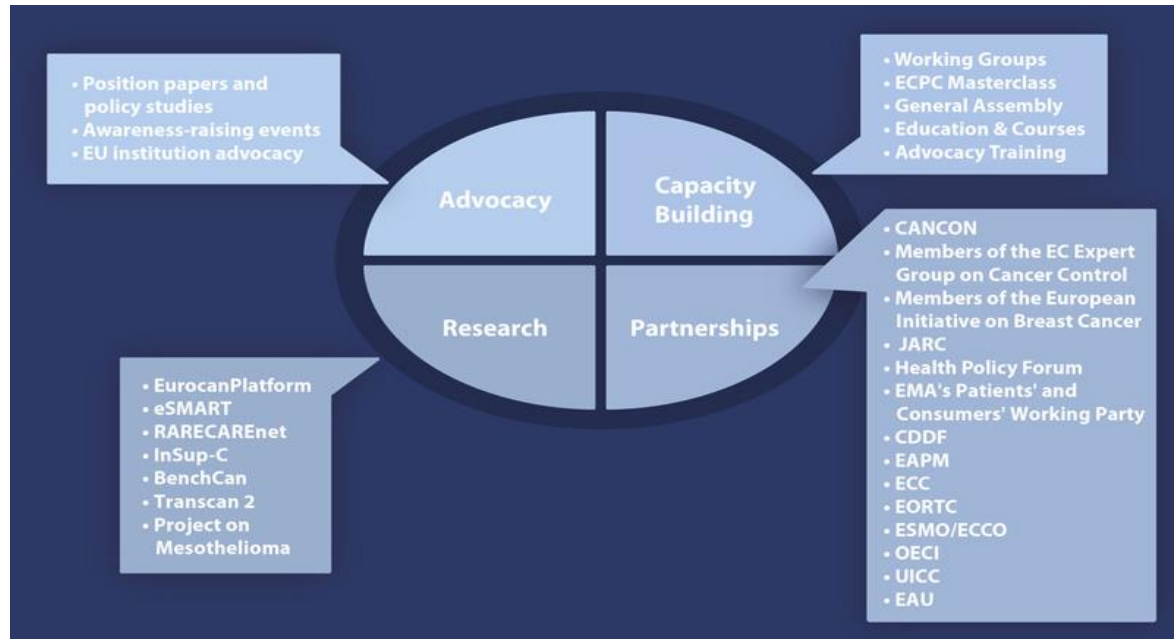 • Position papers and
policy studies
• Awareness-raising events
• EU institution advocacy
• Working Groups
• ECPC Masterclass
• General Assembly
• Education & Courses
• Advocacy Training
Advocacy
Capacity
Building
Research
Partnerships
• EurocanPlatform
• eSMART
• RARECAREnet
• InSup-C
• BenchCan
• Transcan 2
• Project on
Mesothelioma
• CANCON
• Members of the EC Expert
Group on Cancer Control
• Members of the European
Initiative on Breast Cancer
• JARC
• Health Policy Forum
• EMA's Patients' and
Consumers' Working Party
• CDDF
• EAPM
• ECC
• EORTC
• ESMO/ECCO
• OECI
• UICC
• EAU